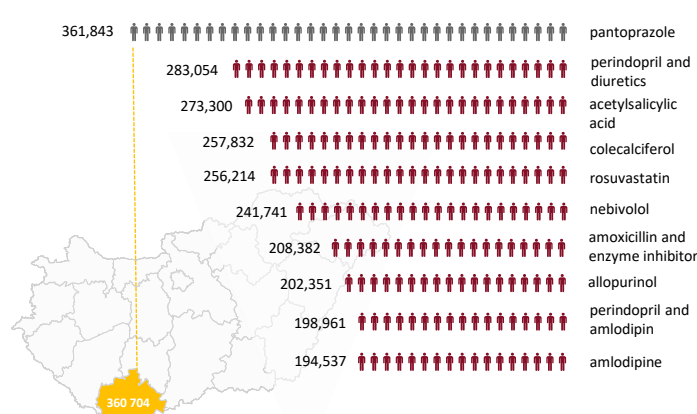 361,843 pantoprazole
283,054 perindopril and
diuretics
273,300 acetylsalicylic
acid
257,832 colecalciferol
256,214 rosuvastatin
241,741 nebivolol
208,382 amoxicillin and
enzyme inhibitor
202,351 allopurinol
198,961 perindopril and
amlodipin
194,537 amlodipine
360 704